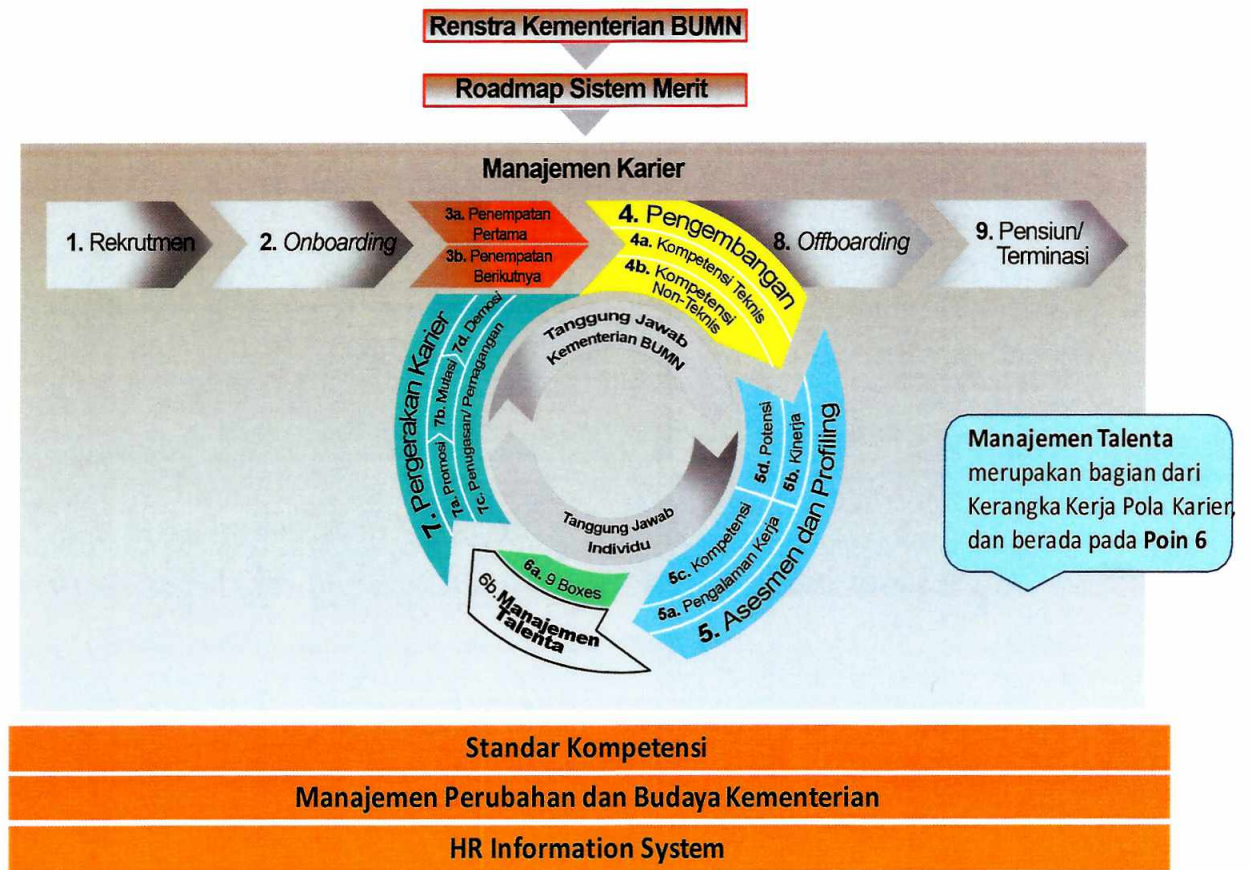 Renstra Kementerian BUMN
Roadmap Sistem Merit
Manajemen Karier
1. Rekrutmen
2. Onboarding
3a. Penempatan
Pertama
3b. Penempatan
Berikutnya
4. Pengembangan
4a. Kompetensi Teknis
4b. Kompetensi
Non-Teknis
8. Offboarding
9. Pensiun/
Terminasi
Tanggung Jawab
Kementerian BUMN
Tanggung Jawab
Individu
5. Asesmen dan Profiling
5a. Pengalaman Kerja
5b. Kinerja
5c. Kompetensi
5d. Potensi
6a. 9 Boxes
6b. Manajemen
Talenta
7. Pergerakan Karier
7a. Promosi
7b. Mutasi
7d. Demosi
7c. Penugasan/ Pemagangan
Manajemen Talenta
merupakan bagian dari
Kerangka Kerja Pola Karier,
dan berada pada Poin 6
Standar Kompetensi
Manajemen Perubahan dan Budaya Kementerian
HR Information System